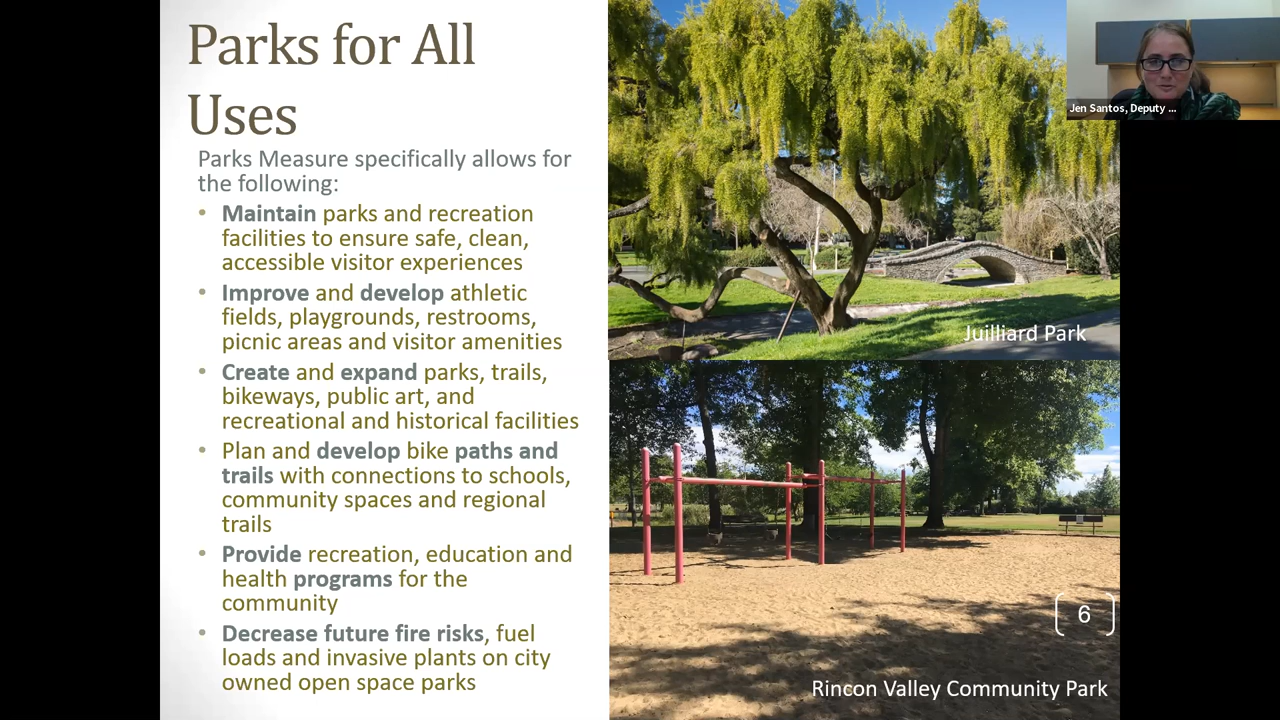 Parks for All
Uses
Parks Measure specifically allows for
the following:
• Maintain parks and recreation
facilities to ensure safe, clean,
accessible visitor experiences
• Improve and develop athletic
fields, playgrounds, restrooms,
picnic areas and visitor amenities
• Create and expand parks, trails,
bikeways, public art, and
recreational and historical facilities
• Plan and develop bike paths and
trails with connections to schools,
community spaces and regional
trails
• Provide recreation, education and
health programs for the
community
• Decrease future fire risks, fuel
loads and invasive plants on city
owned open space parks
Jen Santos, Deputy ...
Juilliard Park
6
Rincon Valley Community Park